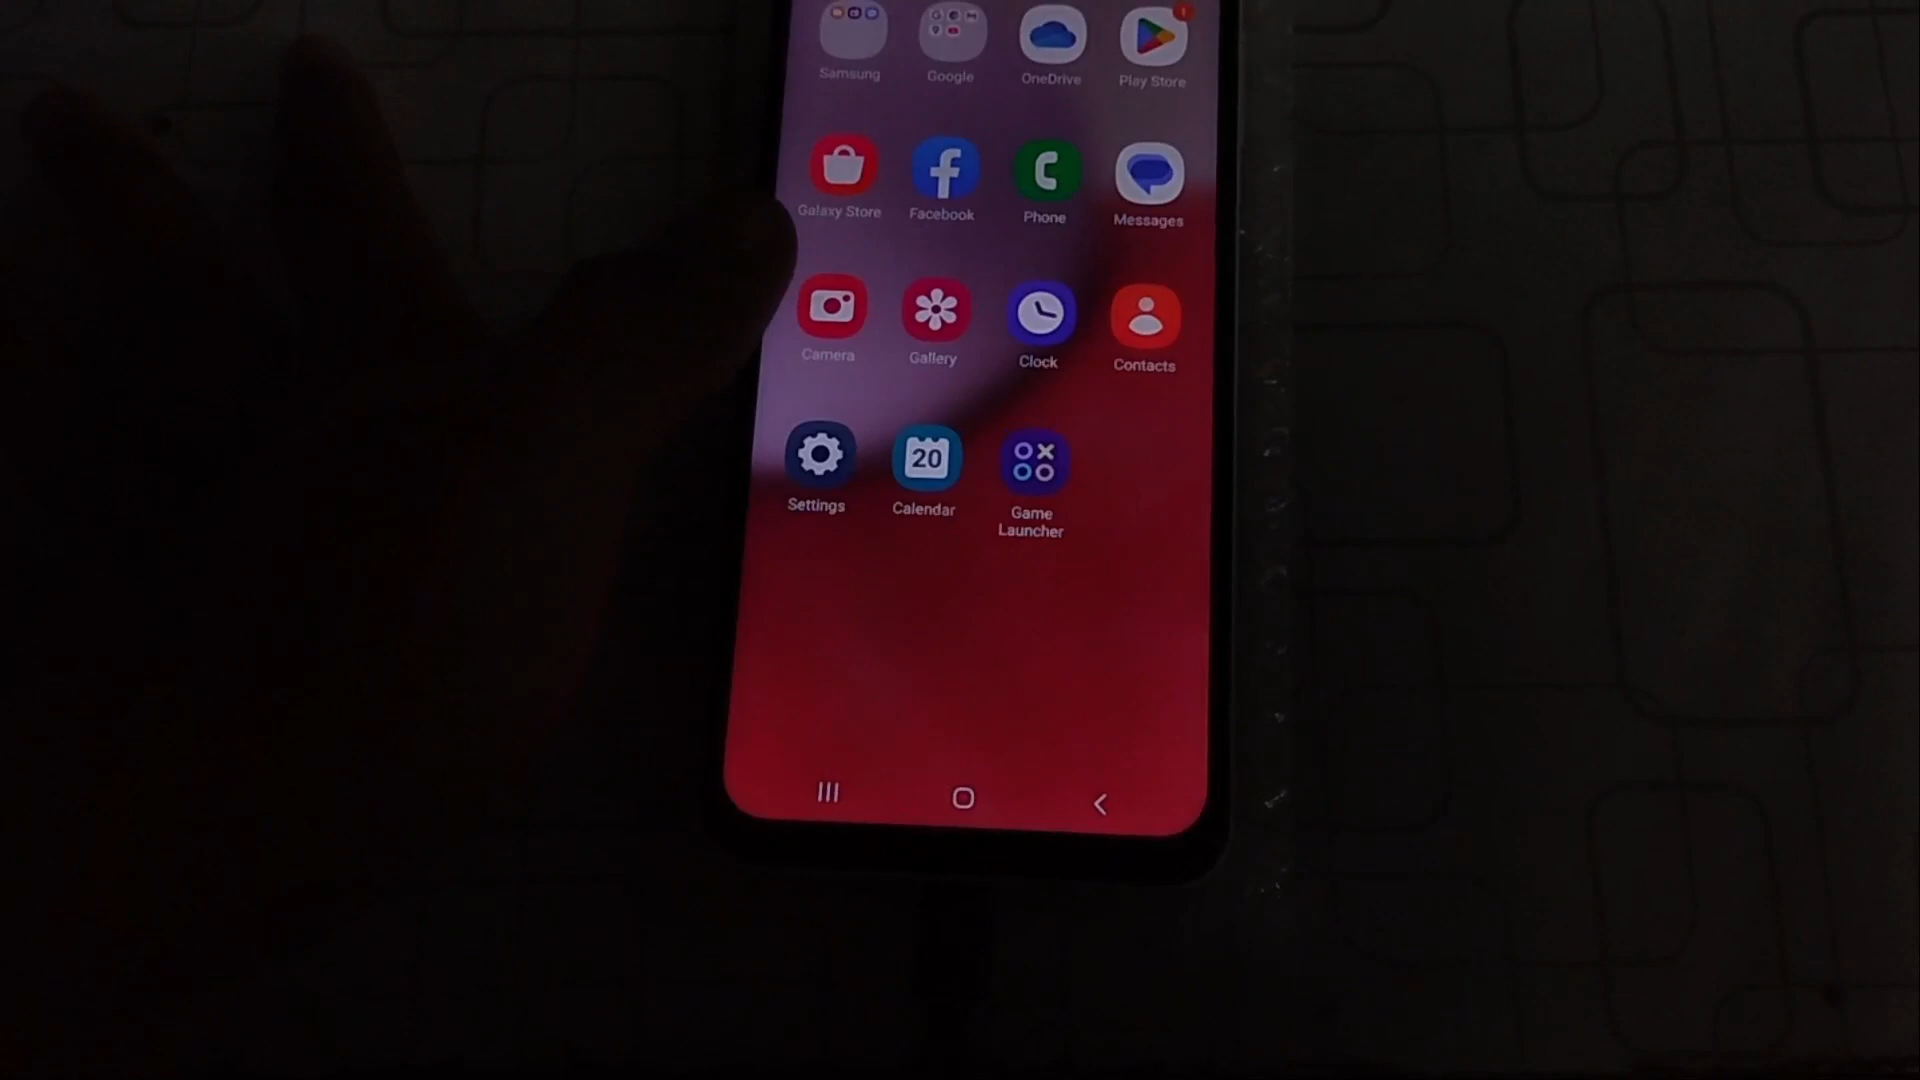 Samsung
Google
OneDrive
Play Store
Galaxy Store
Facebook
Phone
Messages
Camera
Gallery
Clock
Contacts
Settings
20
Calendar
Game
Launcher